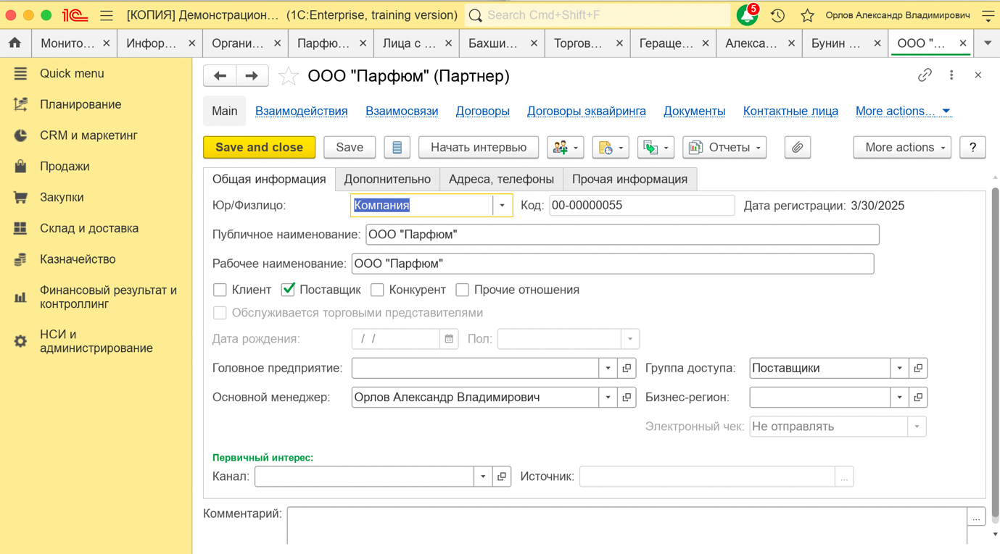 1С [КОПИЯ] Демонстрацион... (1C:Enterprise, training version) Search Cmd+Shift+F 5 Орлов Александр Владимирович
Монито... Инфор... Органи... Парфю... Лица с ... Бахши... Торгов... Гераще... Алекса... Бунин ... ООО "...
Quick menu
Планирование
CRM и маркетинг
Продажи
Закупки
Склад и доставка
Казначейство
Финансовый результат и
контроллинг
НСИ и
администрирование
ООО "Парфюм" (Партнер)
Main Взаимодействия Взаимосвязи Договоры Договоры эквайринга Документы Контактные лица More actions...
Save and close Save Начать интервью Отчеты More actions ?
Общая информация Дополнительно Адреса, телефоны Прочая информация
Юр/Физлицо: Компания Код: 00-00000055 Дата регистрации: 3/30/2025
Публичное наименование: ООО "Парфюм"
Рабочее наименование: ООО "Парфюм"
Клиент Поставщик Конкурент Прочие отношения
Обслуживается торговыми представителями
Дата рождения: / / Пол:
Головное предприятие: Группа доступа: Поставщики
Основной менеджер: Орлов Александр Владимирович Бизнес-регион:
Электронный чек: Не отправлять
Первичный интерес:
Канал: Источник: ...
Комментарий: ...